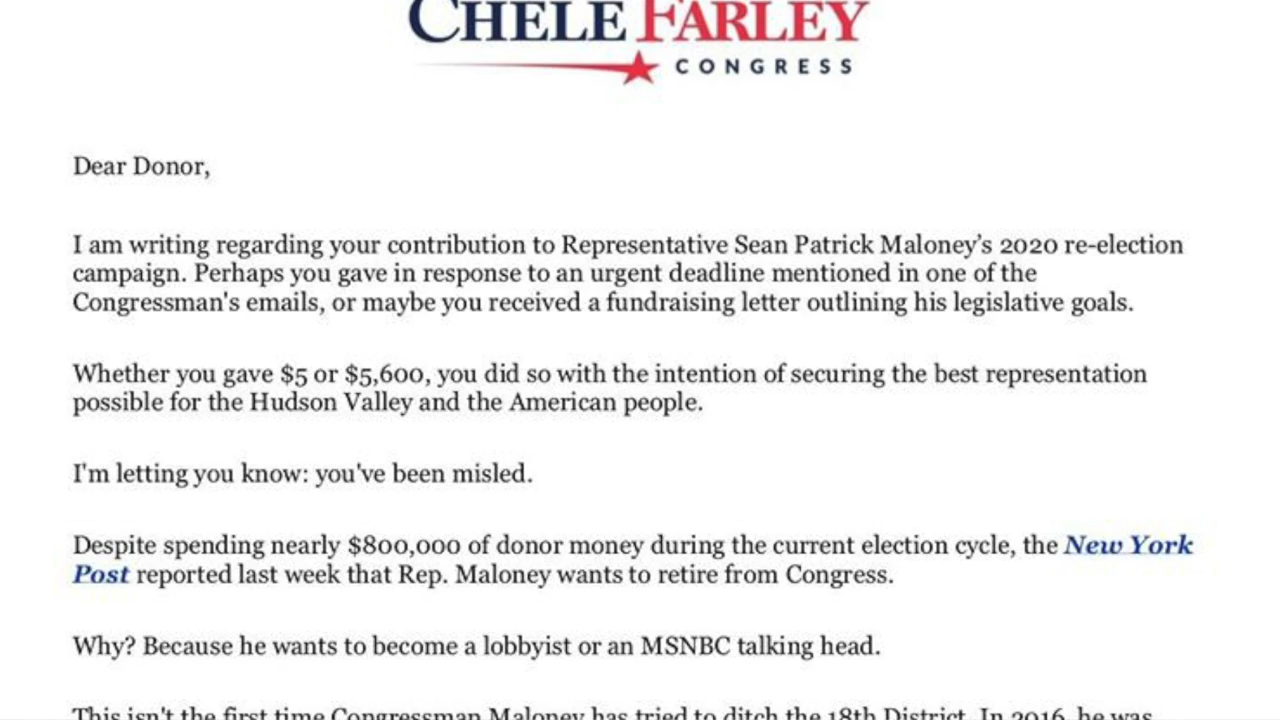 CHELE FARLEY
CONGRESS
Dear Donor,
I am writing regarding your contribution to Representative Sean Patrick Maloney's 2020 re-election
campaign. Perhaps you gave in response to an urgent deadline mentioned in one of the
Congressman's emails, or maybe you received a fundraising letter outlining his legislative goals.
Whether you gave $5 or $5,600, you did so with the intention of securing the best representation
possible for the Hudson Valley and the American people.
I'm letting you know: you've been misled.
Despite spending nearly $800,000 of donor money during the current election cycle, the New York
Post reported last week that Rep. Maloney wants to retire from Congress.
Why? Because he wants to become a lobbyist or an MSNBC talking head.
This isn't the first time Congressman Maloney has tried to ditch the 18th District. In 2016, he was